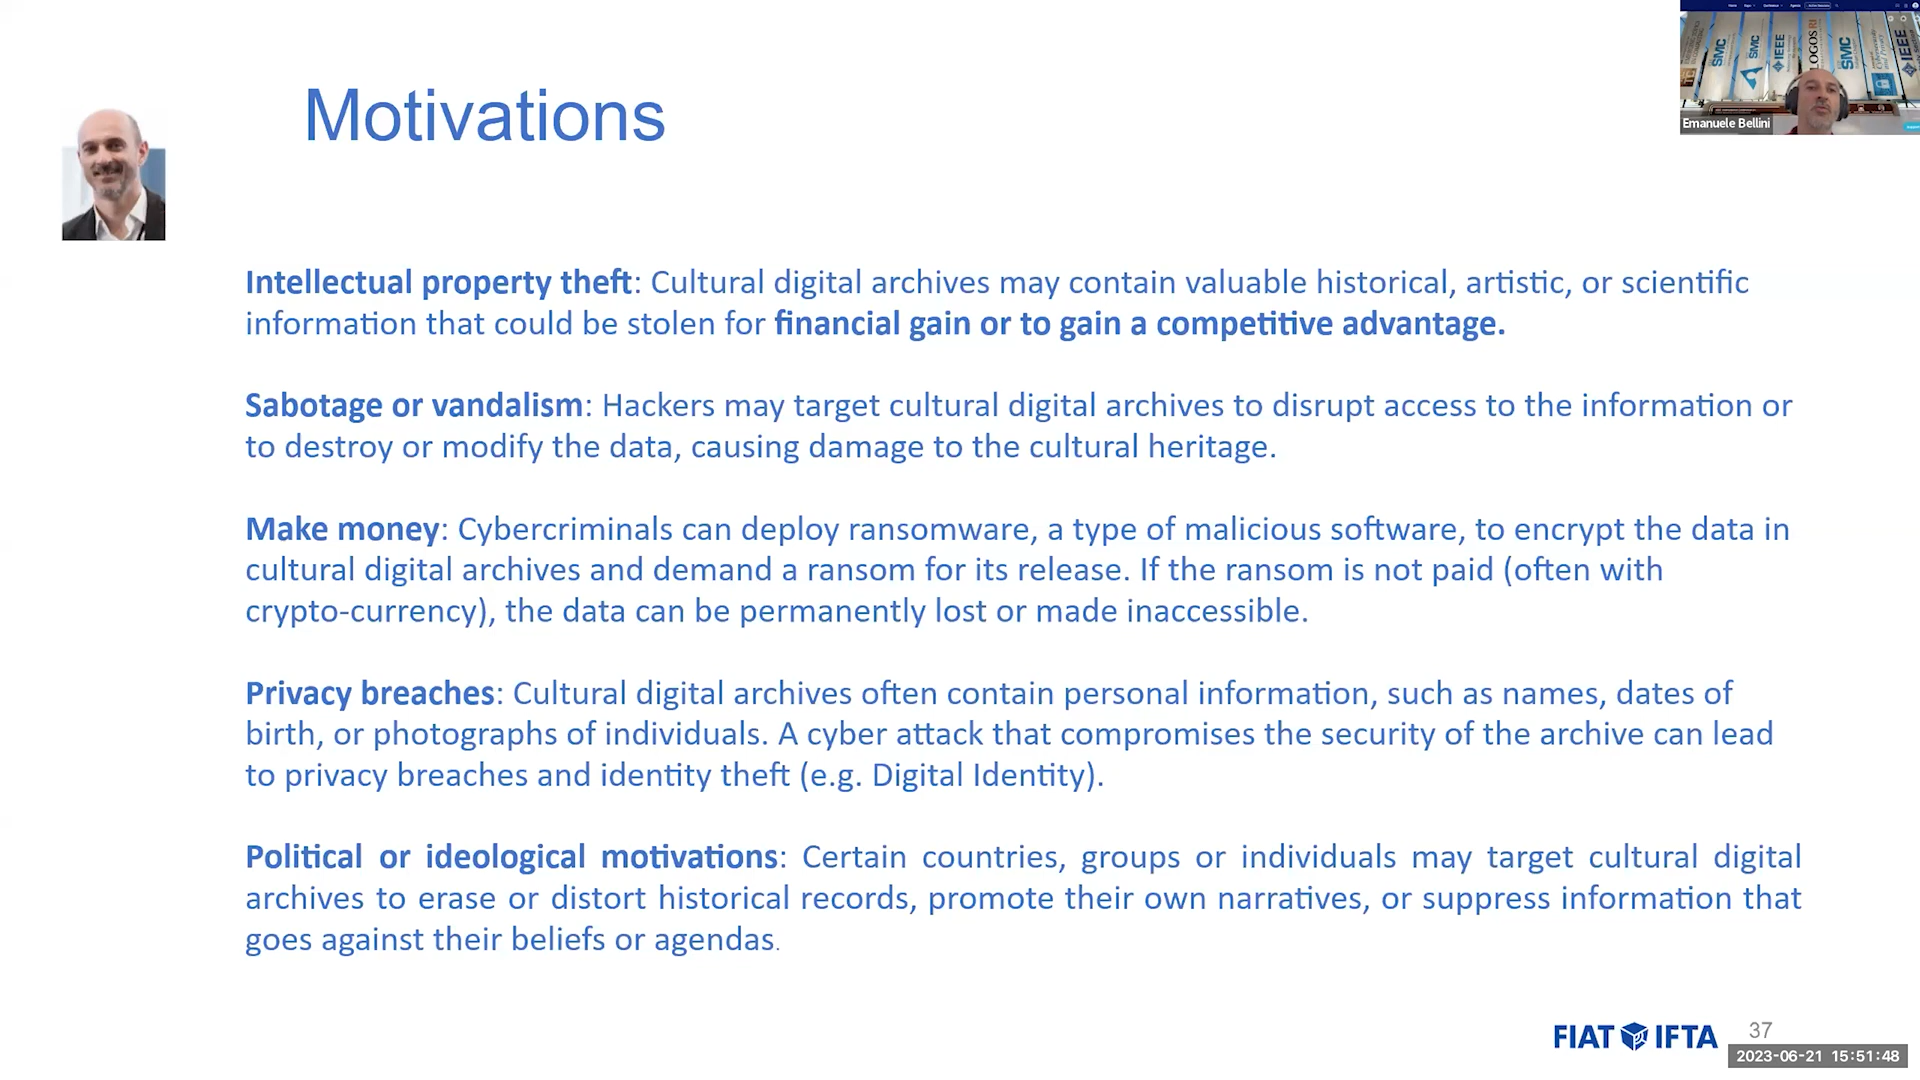 Motivations
Intellectual property theft: Cultural digital archives may contain valuable historical, artistic, or scientific
information that could be stolen for financial gain or to gain a competitive advantage.
Sabotage or vandalism: Hackers may target cultural digital archives to disrupt access to the information or
to destroy or modify the data, causing damage to the cultural heritage.
Make money: Cybercriminals can deploy ransomware, a type of malicious software, to encrypt the data in
cultural digital archives and demand a ransom for its release. If the ransom is not paid (often with
crypto-currency), the data can be permanently lost or made inaccessible.
Privacy breaches: Cultural digital archives often contain personal information, such as names, dates of
birth, or photographs of individuals. A cyber attack that compromises the security of the archive can lead
to privacy breaches and identity theft (e.g. Digital Identity).
Political or ideological motivations: Certain countries, groups or individuals may target cultural digital
archives to erase or distort historical records, promote their own narratives, or suppress information that
goes against their beliefs or agendas.
SMC
SMC
IEEE
LOGOS RI
SMC
IEEE
Emanuele Bellini
FIAT IFTA
37
2023-06-21 15:51:48